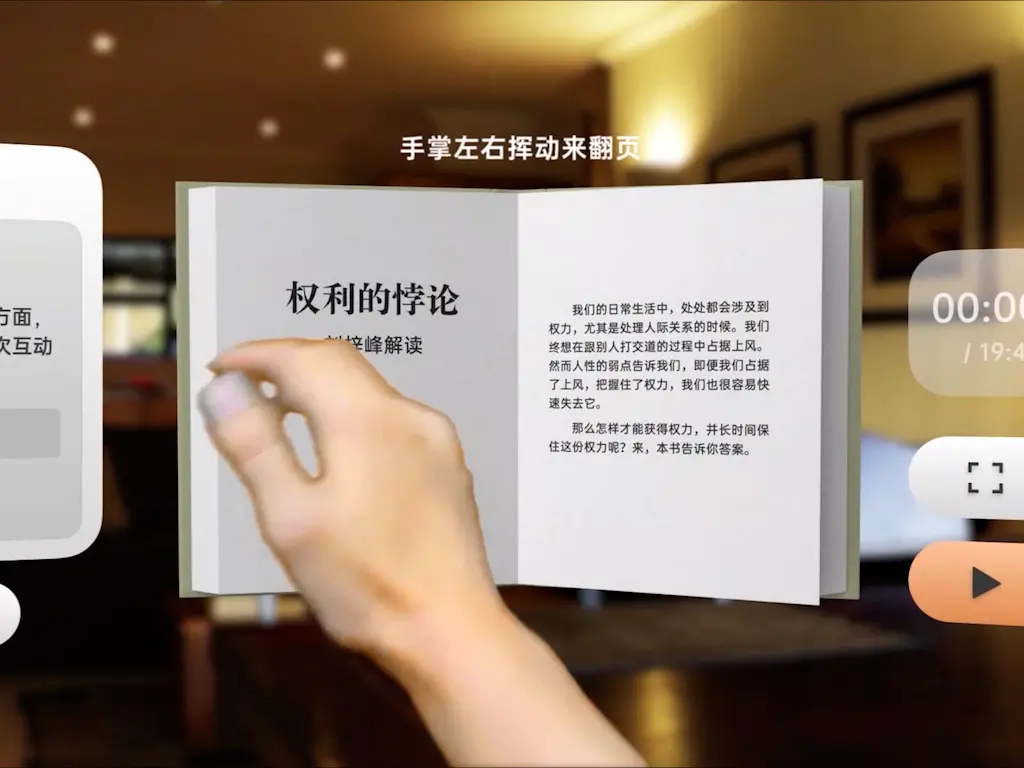 手掌左右挥动来翻页
方面，
次互动
权利的悖论
梓峰解读
我们的日常生活中，处处都会涉及到
权力，尤其是处理人际关系的时候。我们
终想在跟别人打交道的过程中占据上风。
然而人性的弱点告诉我们，即便我们占据
了上风，把握住了权力，我们也很容易快
速失去它。
那么怎样才能获得权力，并长时间保
住这份权力呢？来，本书告诉你答案。
00:00
/ 19:4